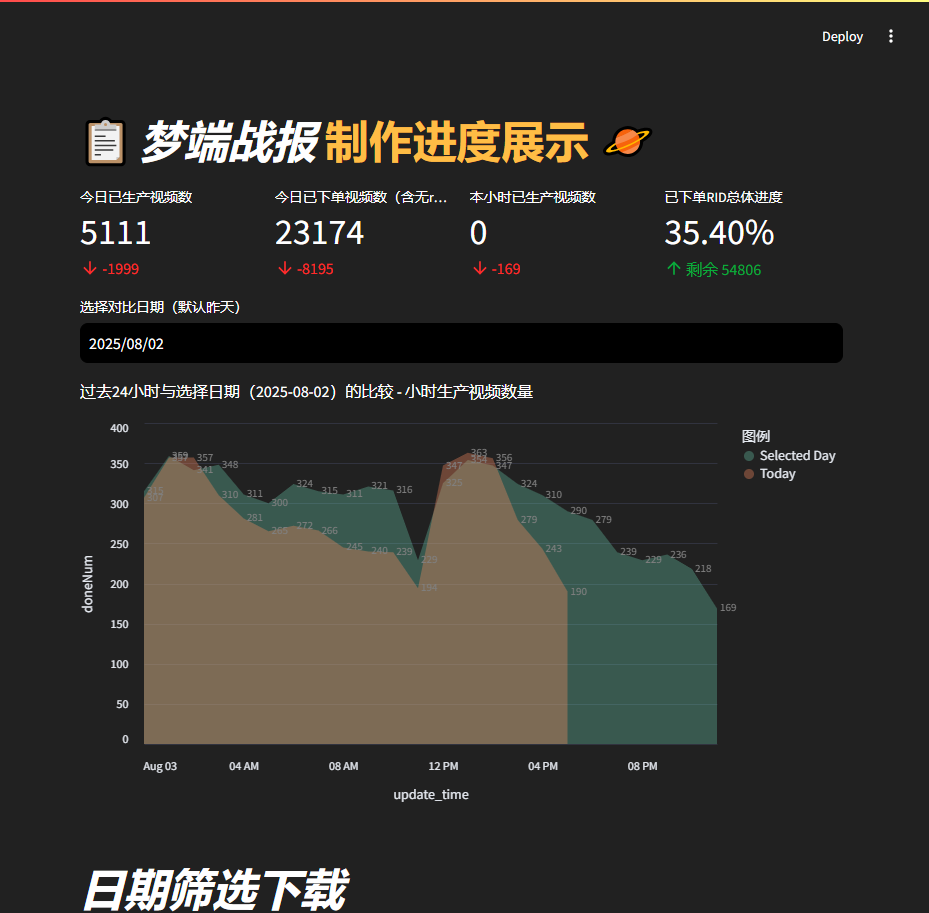 Deploy
梦端战报 制作进度展示
今日已生产视频数
5111
-1999
今日已下单视频数（含无r...
23174
-8195
本小时已生产视频数
0
-169
已下单RID总体进度
35.40%
剩余 54806
选择对比日期（默认昨天）
2025/08/02
过去24小时与选择日期（2025-08-02）的比较 - 小时生产视频数量
400
350
300
250
200
150
100
50
0
doneNum
357
341
348
310
311
281
300
324
272
315
266
311
245
321
240
316
239
194
347
325
363
354
356
347
324
279
310
243
290
190
279
239
229
236
218
169
Aug 03
04 AM
08 AM
12 PM
04 PM
08 PM
update_time
图例
Selected Day
Today
日期筛选下载